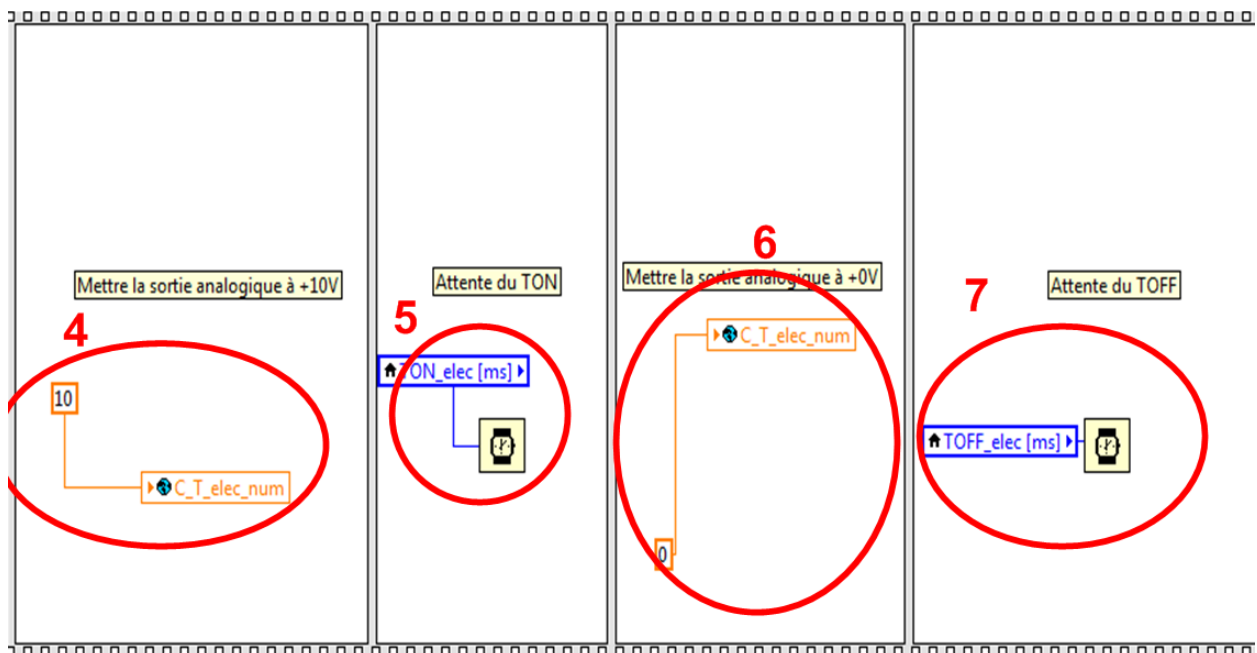 Mettre la sortie analogique à +10V
4
10
C_T_elec_num
Attente du TON
5
TON_elec [ms]
6
Mettre la sortie analogique à +0V
C_T_elec_num
0
7
Attente du TOFF
TOFF_elec [ms]